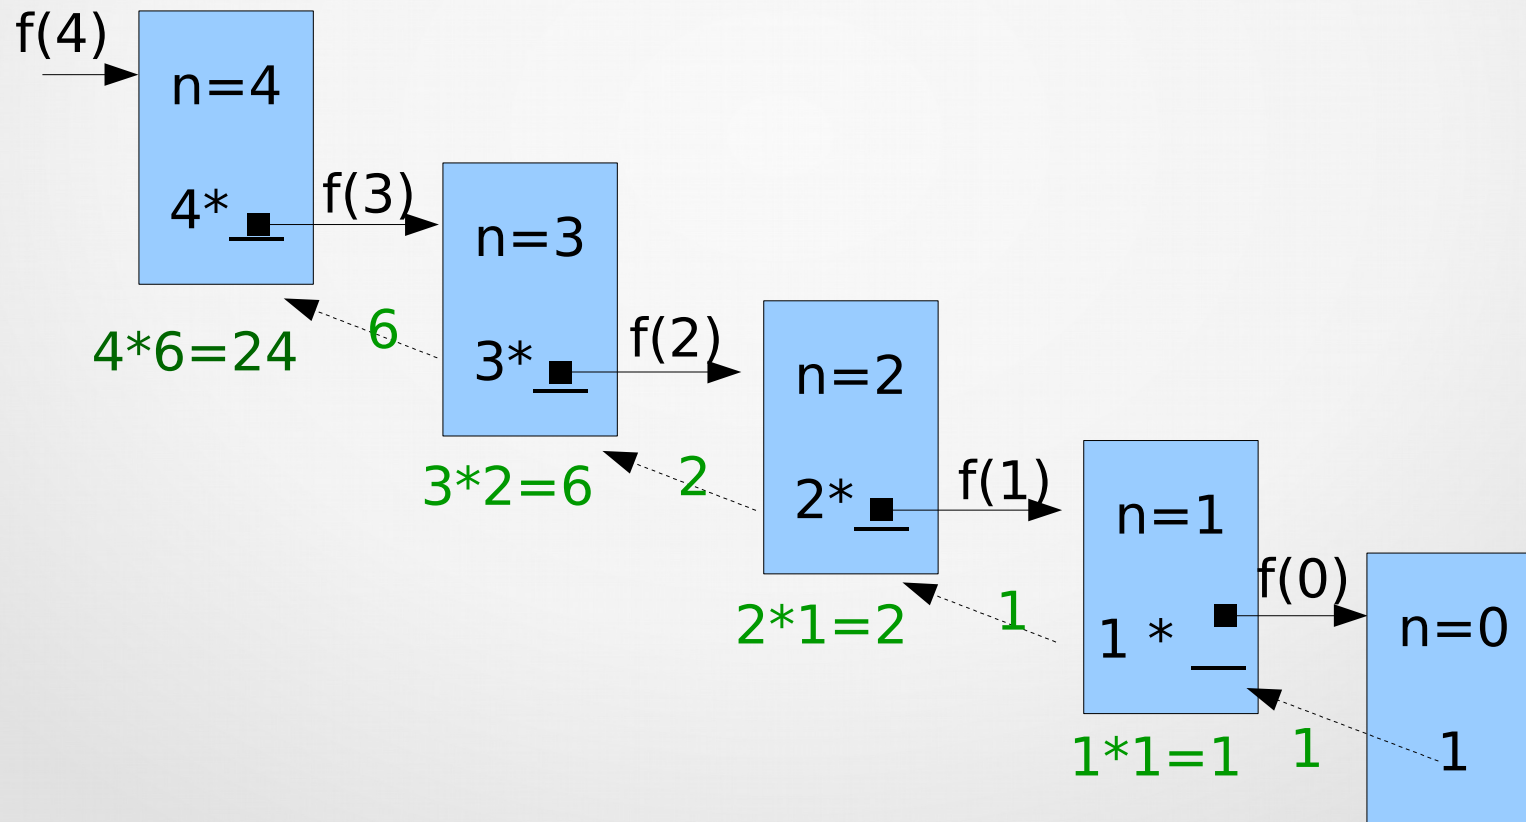 f(4)
n=4
4*
f(3)
n=3
4*6=24
6
3*
f(2)
n=2
3*2=6
2
2*
f(1)
n=1
2*1=2
1
1 *
f(0)
n=0
1*1=1
1
1